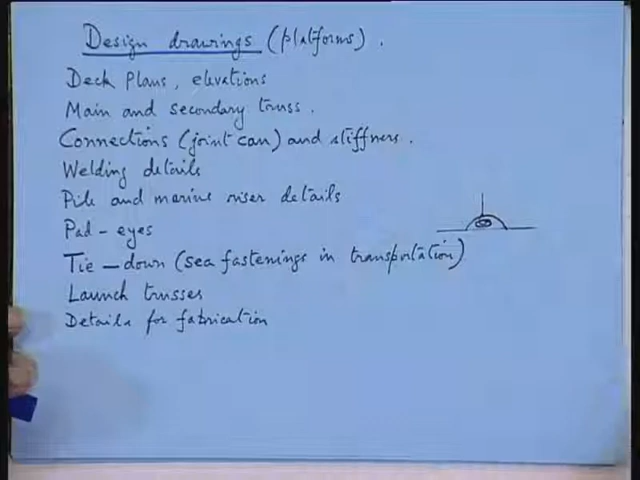 Design drawings (platforms).
Deck plans, elevations
Main and secondary truss.
Connections (joint can) and stiffners.
Welding details
Pile and marine riser details
Pad-eyes
Tie-down (sea fastenings in transportation)
Launch trusses
Details for fabrication